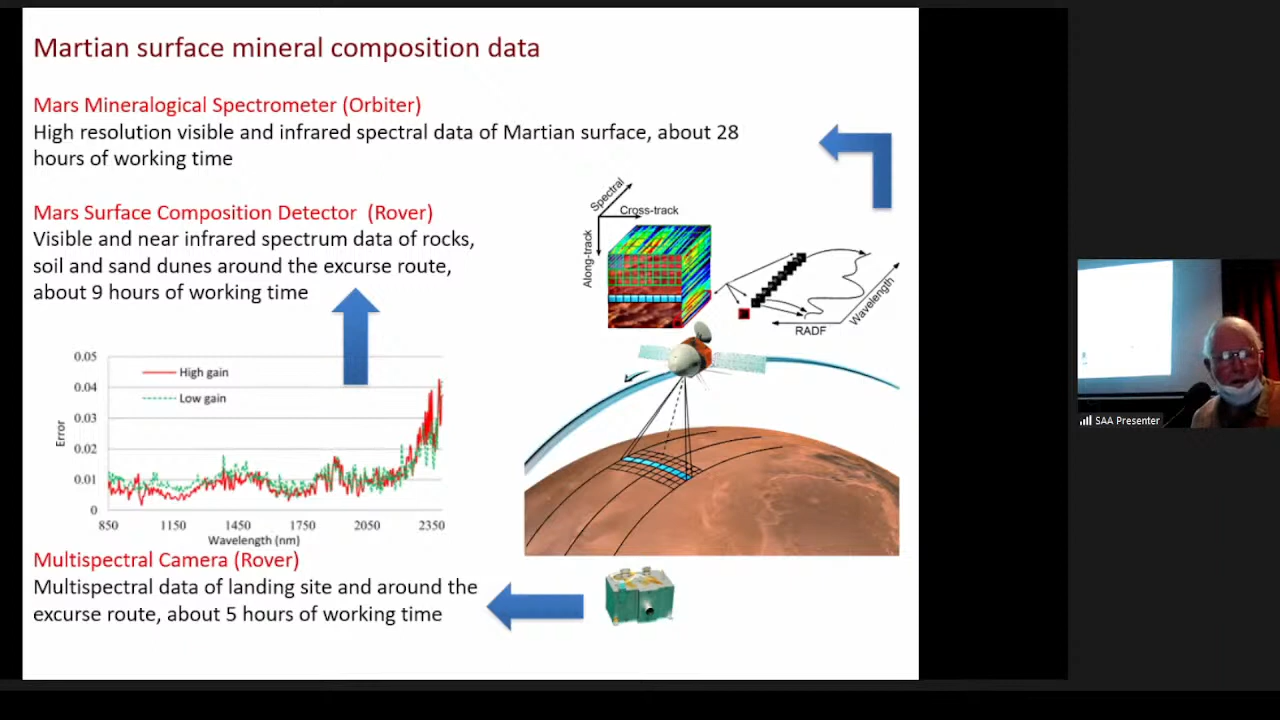 Martian surface mineral composition data
Mars Mineralogical Spectrometer (Orbiter)
High resolution visible and infrared spectral data of Martian surface, about 28
hours of working time
Mars Surface Composition Detector (Rover)
Visible and near infrared spectrum data of rocks,
soil and sand dunes around the excurse route,
about 9 hours of working time
Spectral
Cross-track
Along-track
Wavelength
RADF
0.05
0.04
0.03
0.02
0.01
0
Error
High gain
Low gain
850 1150 1450 1750 2050 2350
Wavelength (nm)
Multispectral Camera (Rover)
Multispectral data of landing site and around the
excurse route, about 5 hours of working time
SAA Presenter